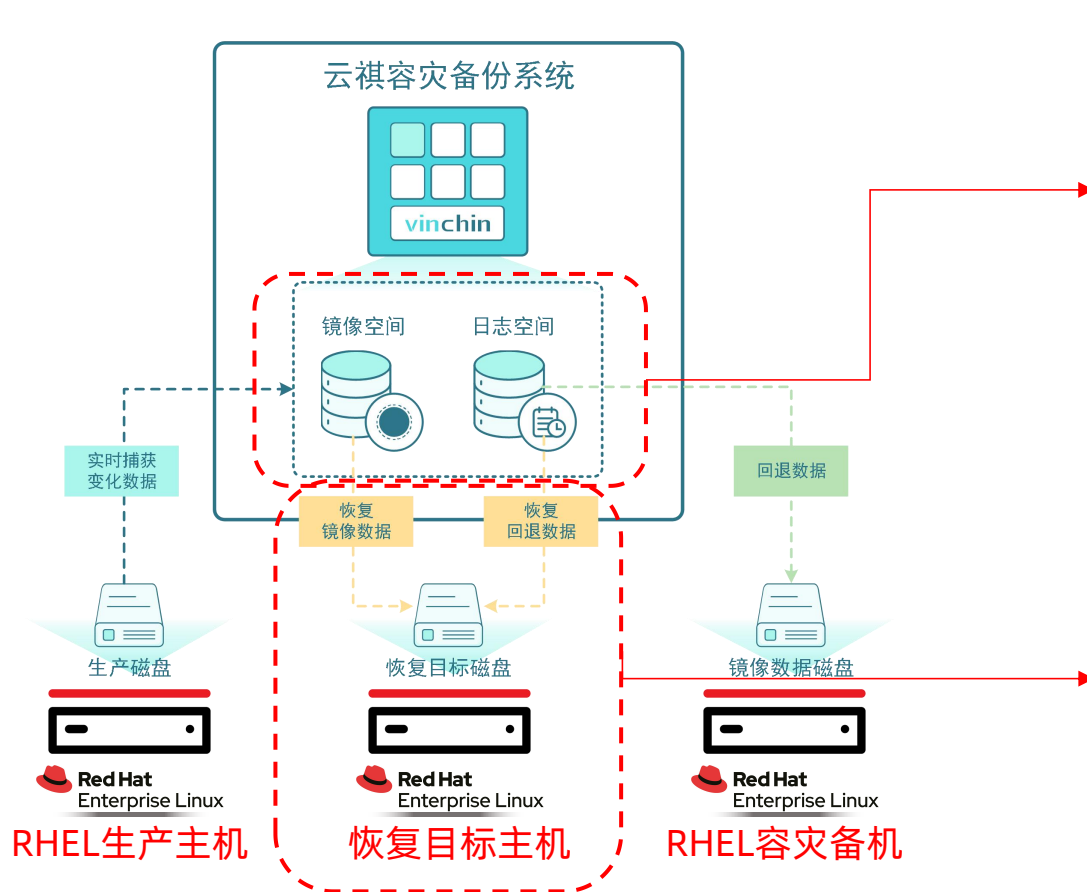 云祺容灾备份系统
vinchin
镜像空间
日志空间
实时捕获
变化数据
回退数据
恢复
镜像数据
恢复
回退数据
生产磁盘
恢复目标磁盘
镜像数据磁盘
Red Hat
Enterprise Linux
Red Hat
Enterprise Linux
Red Hat
Enterprise Linux
RHEL生产主机
恢复目标主机
RHEL容灾备机